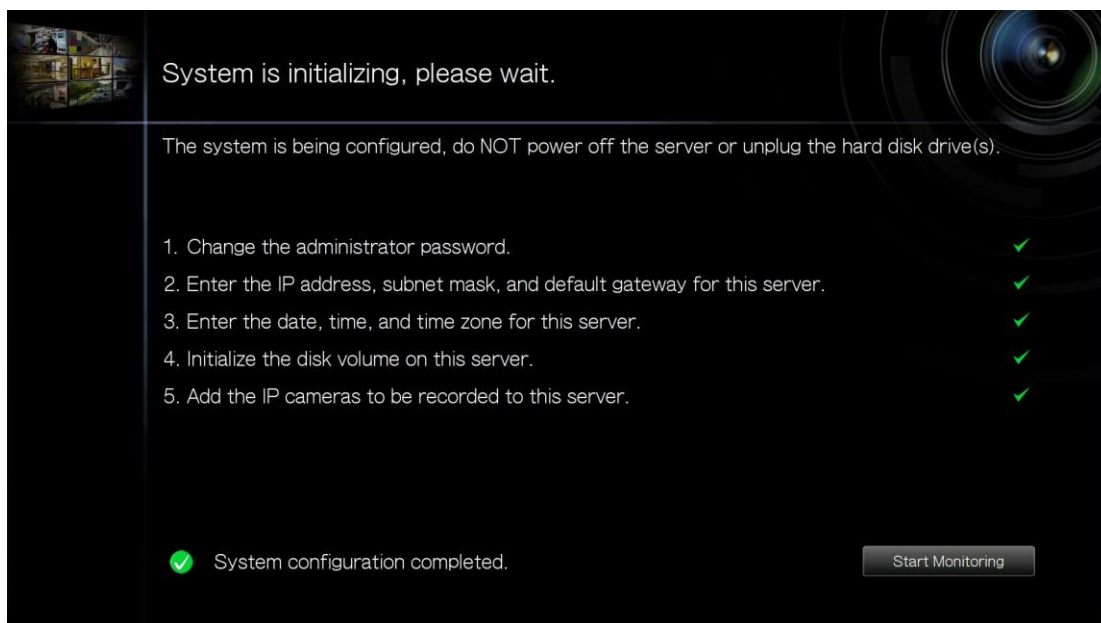 System is initializing, please wait.
The system is being configured, do NOT power off the server or unplug the hard disk drive(s).
1. Change the administrator password.
2. Enter the IP address, subnet mask, and default gateway for this server.
3. Enter the date, time, and time zone for this server.
4. Initialize the disk volume on this server.
5. Add the IP cameras to be recorded to this server.
System configuration completed.
Start Monitoring